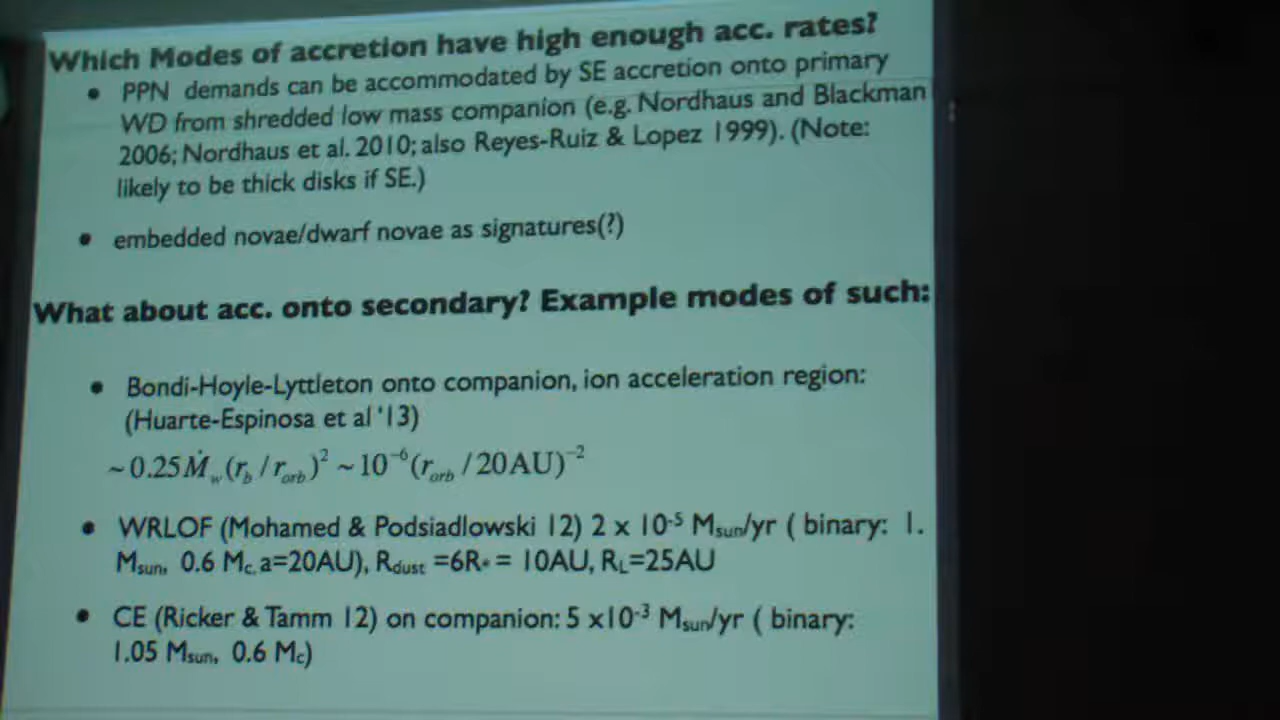 Which Modes of accretion have high enough acc. rates?
• PPN demands can be accommodated by SE accretion onto primary
WD from shredded low mass companion (e.g. Nordhaus and Blackman
2006; Nordhaus et al. 2010; also Reyes-Ruiz & Lopez 1999). (Note:
likely to be thick disks if SE.)
• embedded novae/dwarf novae as signatures(?)
What about acc. onto secondary? Example modes of such:
• Bondi-Hoyle-Lyttleton onto companion, ion acceleration region:
(Huarte-Espinosa et al '13)
~0.25Ṁ_w(r_b/r_orb)² ~10⁻⁶(r_orb/20AU)⁻²
• WRLOF (Mohamed & Podsiadlowski 12) 2 x 10⁻⁵ Msun/yr ( binary: 1.
Msun, 0.6 Mc, a=20AU), Rdust =6R* = 10AU, RL=25AU
• CE (Ricker & Tamm 12) on companion: 5 x10⁻³ Msun/yr ( binary:
1.05 Msun, 0.6 Mc)